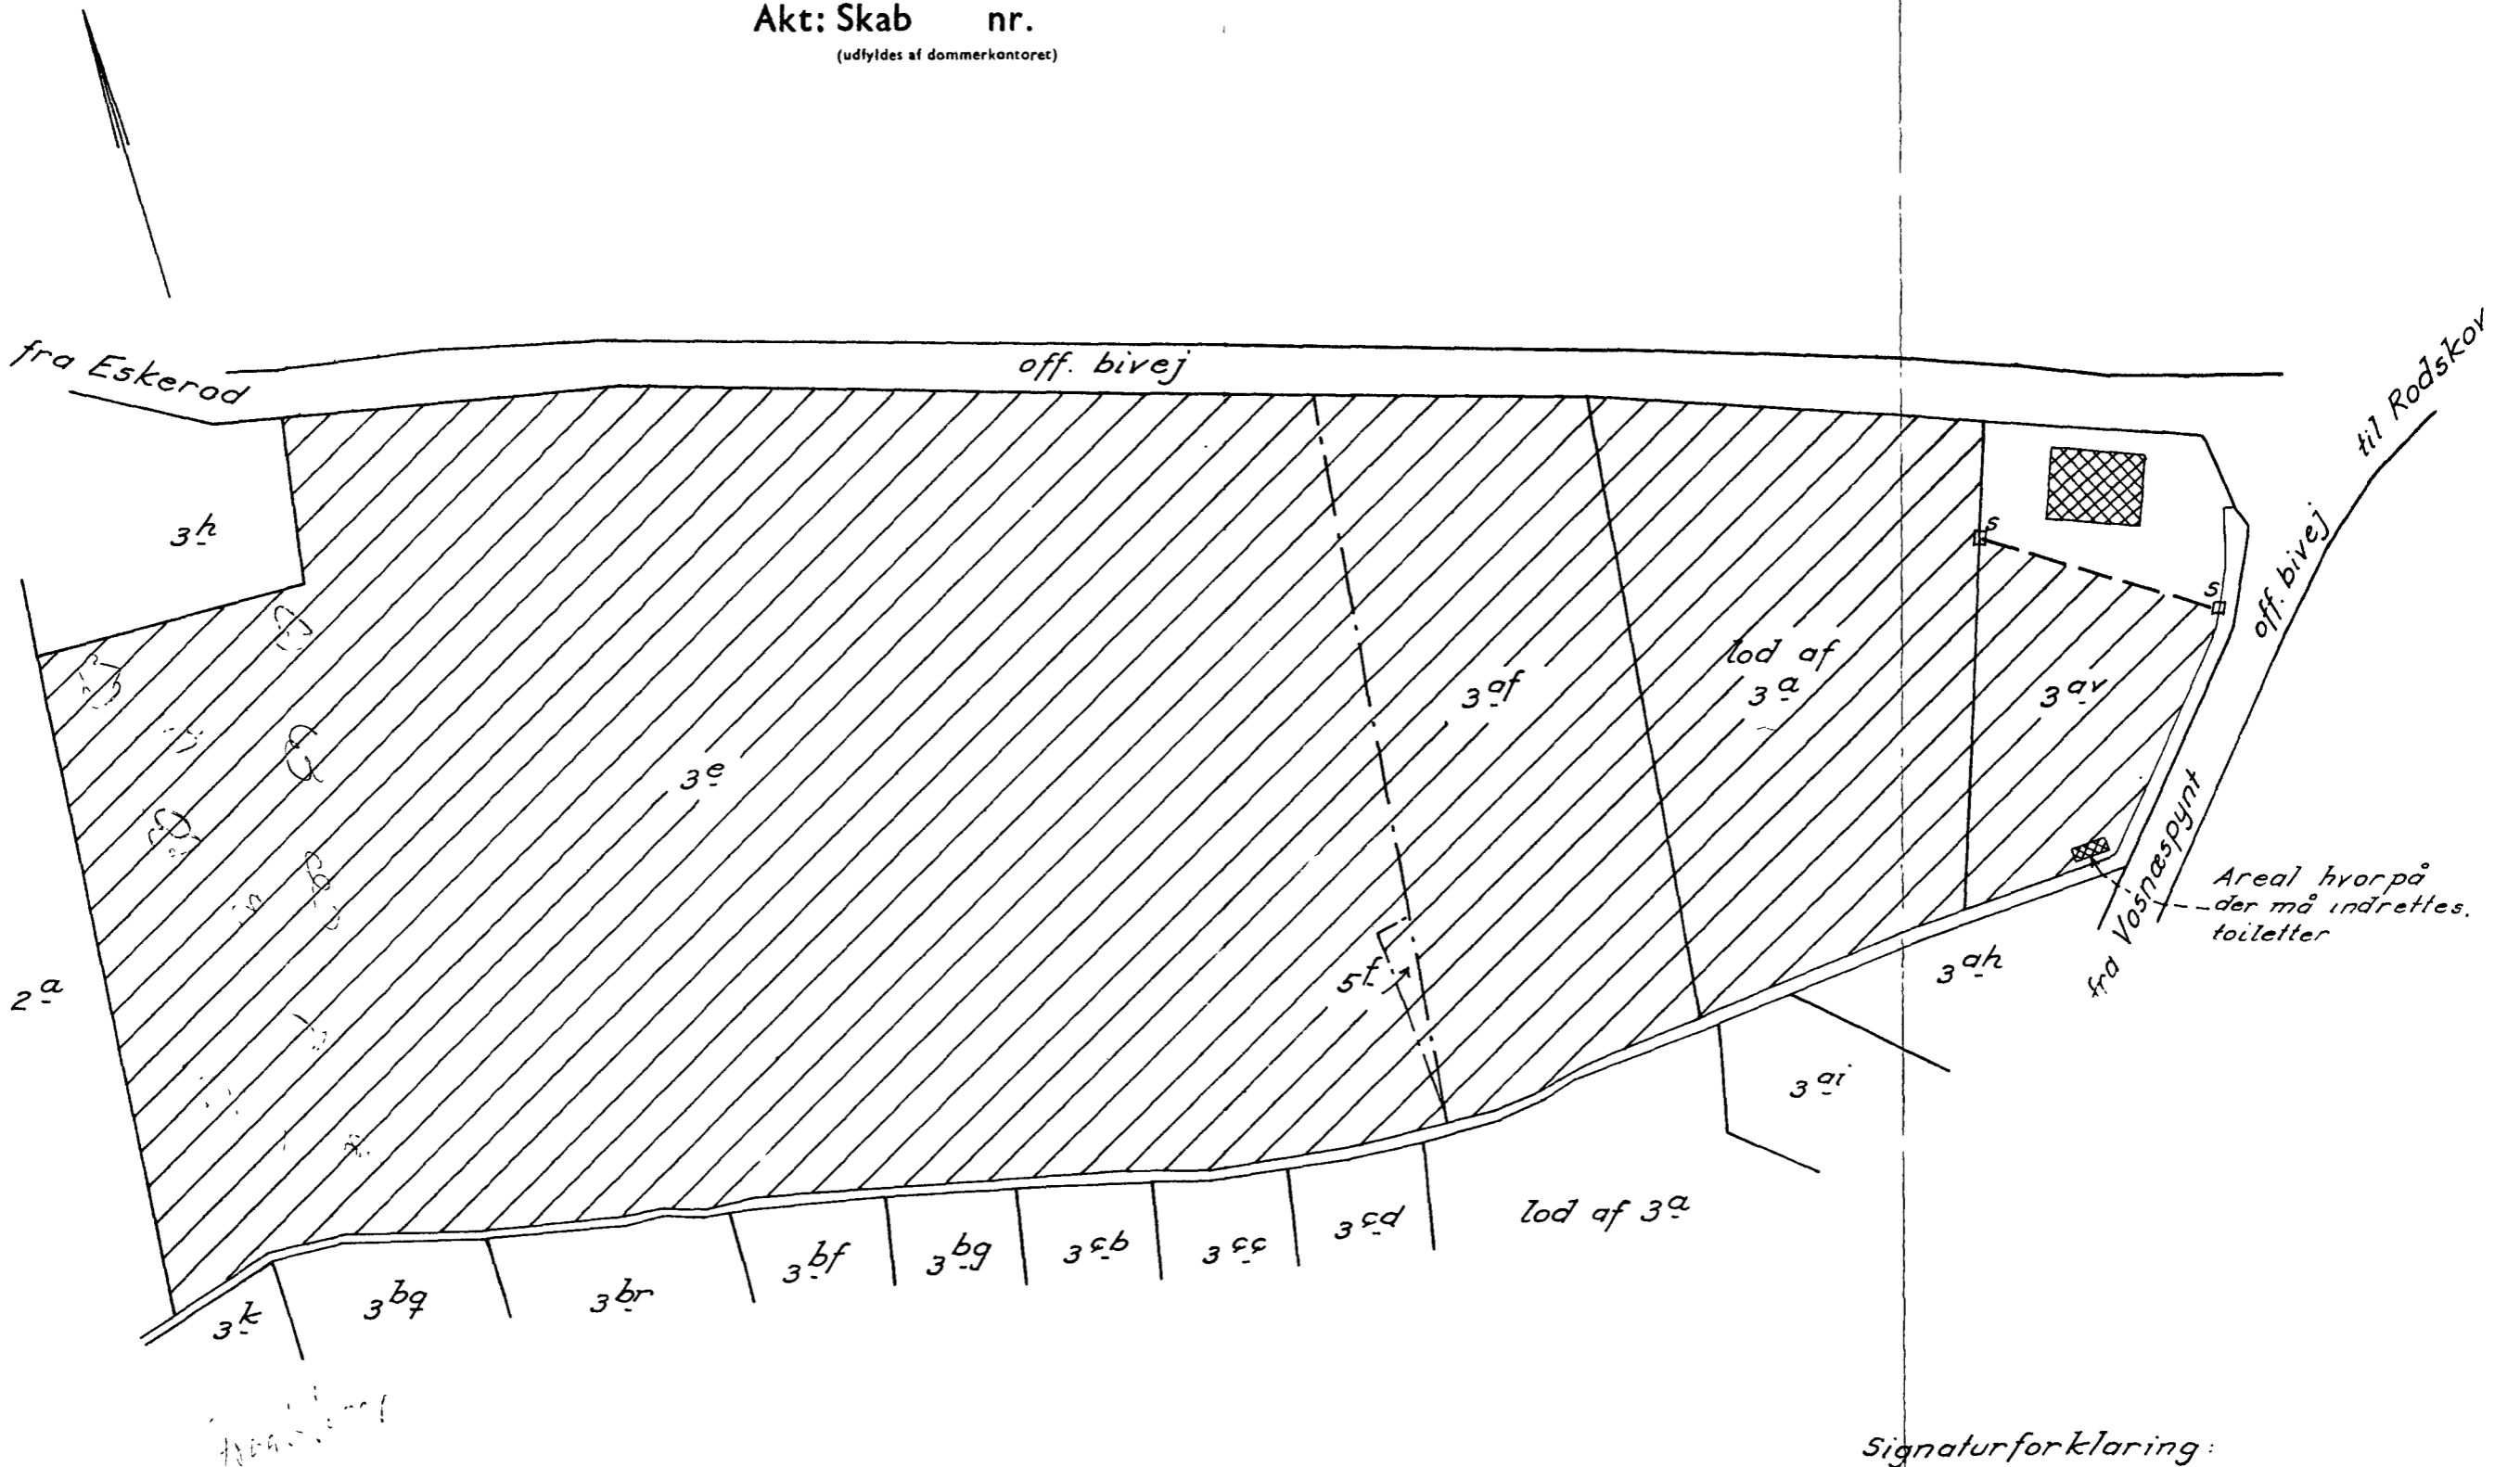 Akt: Skab nr.
(udfyldes af dommerkontoret)
fra Eskerod
off. bivej
til Rodskov
3h
s
s
off. bivej
lod af
3a
3af
3av
3e
fra Vosnæspynt
Areal hvorpå
der må indrettes.
toiletter
5f
2a
3ah
3ai
lod af 3a
3cd
3cc
3cb
3bg
3bf
3br
3bq
3k
Signaturforklaring: